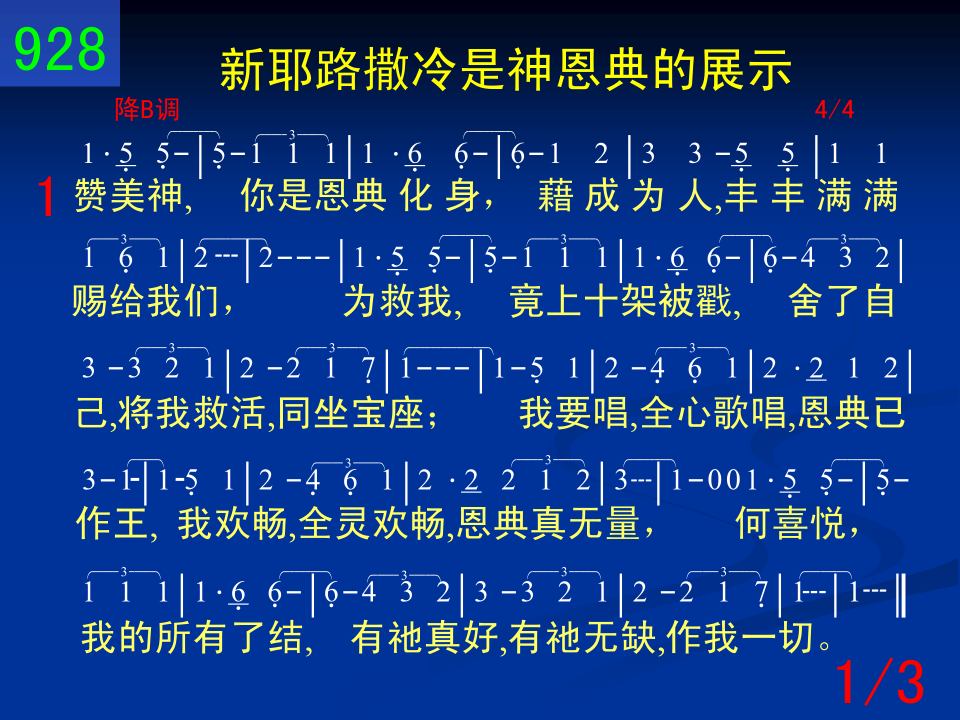 928
新耶路撒冷是神恩典的展示
降B调 4/4
1·5 5-|5-1 1 1|1·6 6-|6-1 2|3 3-5 5|1 1
1 赞美神, 你是恩典化身, 藉成为人,丰丰满满
1 6 1|2---|2---|1·5 5-|5-1 1 1|1·6 6-|6-4 3 2|
赐给我们, 为救我, 竟上十架被戳, 舍了自
3-3 2 1|2-2 1 7|1---|1-5 1|2-4 6 1|2·2 1 2|
己,将我救活,同坐宝座; 我要唱,全心歌唱,恩典已
3-1-|1-5 1|2-4 6 1|2·2 2 1 2|3---|1-001·5 5-|5-
作王, 我欢畅,全灵欢畅,恩典真无量, 何喜悦,
1 1 1|1·6 6-|6-4 3 2|3-3 2 1|2-2 1 7|1---|1---‖
我的所有了结, 有祂真好,有祂无缺,作我一切。
1/3